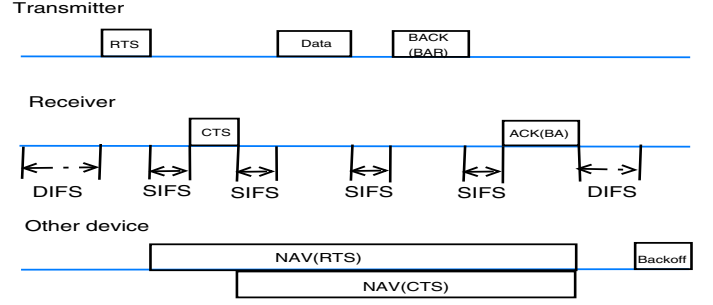 Transmitter
RTS
Data
BACK
(BAR)
Receiver
CTS
ACK(BA)
DIFS
SIFS
SIFS
SIFS
SIFS
DIFS
Other device
NAV(RTS)
Backoff
NAV(CTS)